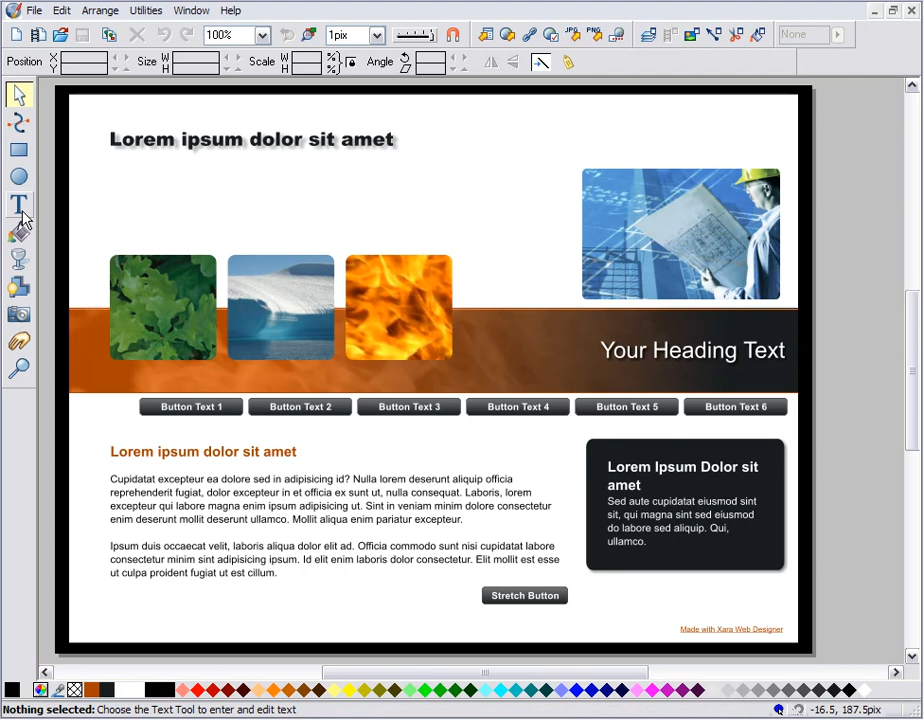 File Edit Arrange Utilities Window Help
100% 1pix JPG PNG None
Position X Y Size W H Scale W H % Angle
T
Lorem ipsum dolor sit amet
Your Heading Text
Button Text 1 Button Text 2 Button Text 3 Button Text 4 Button Text 5 Button Text 6
Lorem ipsum dolor sit amet
Cupidatat excepteur ea dolore sed in adipisicing id? Nulla lorem deserunt aliquip officia
reprehenderit fugiat, dolor excepteur in et officia ex sunt ut, nulla consequat. Laboris, lorem
excepteur qui labore magna enim ipsum adipisicing ut. Sint in veniam minim dolore consectetur
enim deserunt mollit deserunt ullamco. Mollit aliqua enim pariatur excepteur.
Ipsum duis occaecat velit, laboris aliqua dolor elit ad. Officia commodo sunt nisi cupidatat labore
consectetur minim sint adipisicing ipsum. Id elit enim laboris dolor consectetur. Elit mollit est esse
ut culpa proident fugiat ut est cillum.
Stretch Button
Lorem Ipsum Dolor sit
amet
Sed aute cupidatat eiusmod sint
sit, qui magna sint sed eiusmod
do labore sed aliquip. Qui,
ullamco.
Made with Xara Web Designer
Nothing selected: Choose the Text Tool to enter and edit text -16.5, 187.5pix